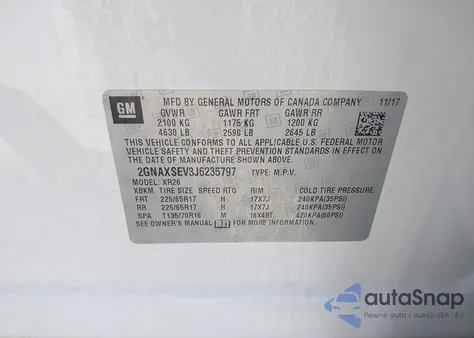 GM
MFD BY GENERAL MOTORS OF CANADA COMPANY 11/17
GVWR GAWR FRT GAWR RR
2100 KG 1175 KG 1200 KG
4630 LB 2590 LB 2645 LB
THIS VEHICLE CONFORMS TO ALL APPLICABLE U.S. FEDERAL MOTOR
VEHICLE SAFETY AND THEFT PREVENTION STANDARDS IN EFFECT ON
THE DATE OF MANUFACTURE SHOWN ABOVE.
2GNAXSEV3J6235797 TYPE: M.P.V.
MODEL: XR26
XBKM TIRE SIZE SPEED RTG RIM COLD TIRE PRESSURE
FRT 225/65R17 H 17X7J 240KPA(35PSI)
RR 225/65R17 H 17X7J 240KPA(35PSI)
SPA T135/70R16 M 16X4BT 420KPA(60PSI)
SEE OWNER MANUAL FOR MORE INFORMATION.
autoSnap
Pewne auta z USA i EU